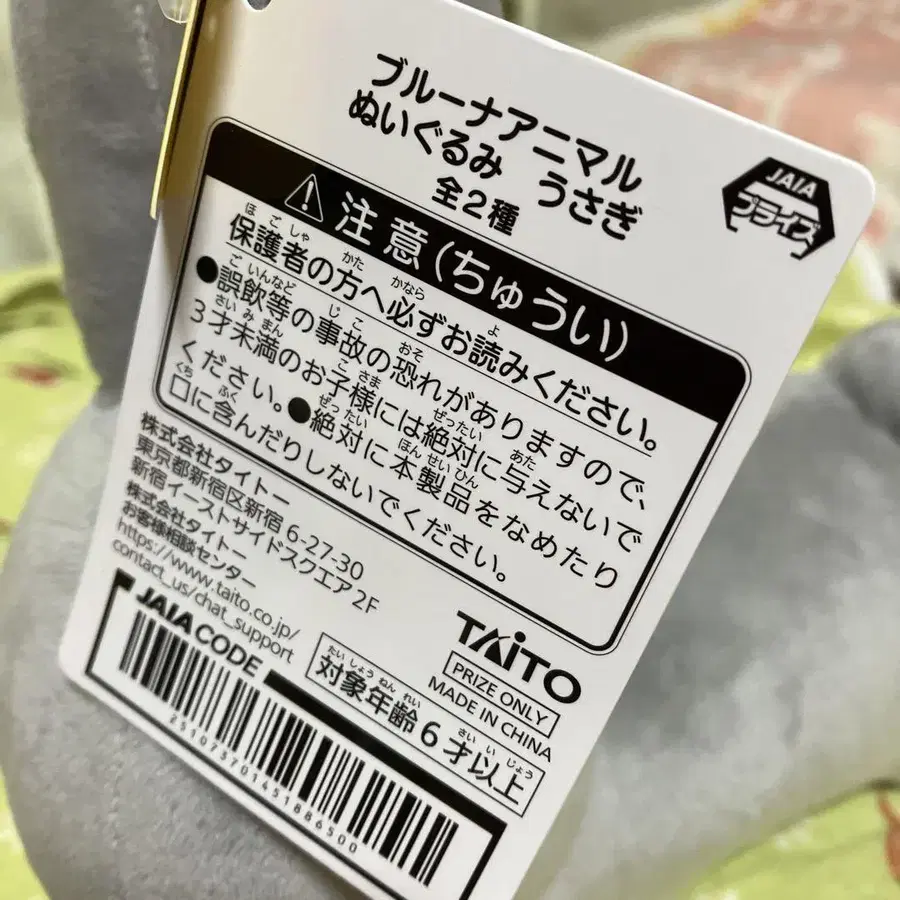 ブルーナアニマル
ぬいぐるみ うさぎ
全2種
JAIA
プライズ
注意(ちゅうい)
保護者の方へ必ずお読みください。
●誤飲等の事故の恐れがありますので、
3才未満のお子様には絶対に与えないで
ください。●絶対に本製品をなめたり
口に含んだりしないでください。
株式会社タイトー
東京都新宿区新宿 6-27-30
新宿イーストサイドスクエア 2F
株式会社タイトー
お客様相談センター
https://www.taito.co.jp/
contact_us/chat_support
TAITO
PRIZE ONLY
MADE IN CHINA
JAIA CODE
対象年齢6才以上
251075701451886500